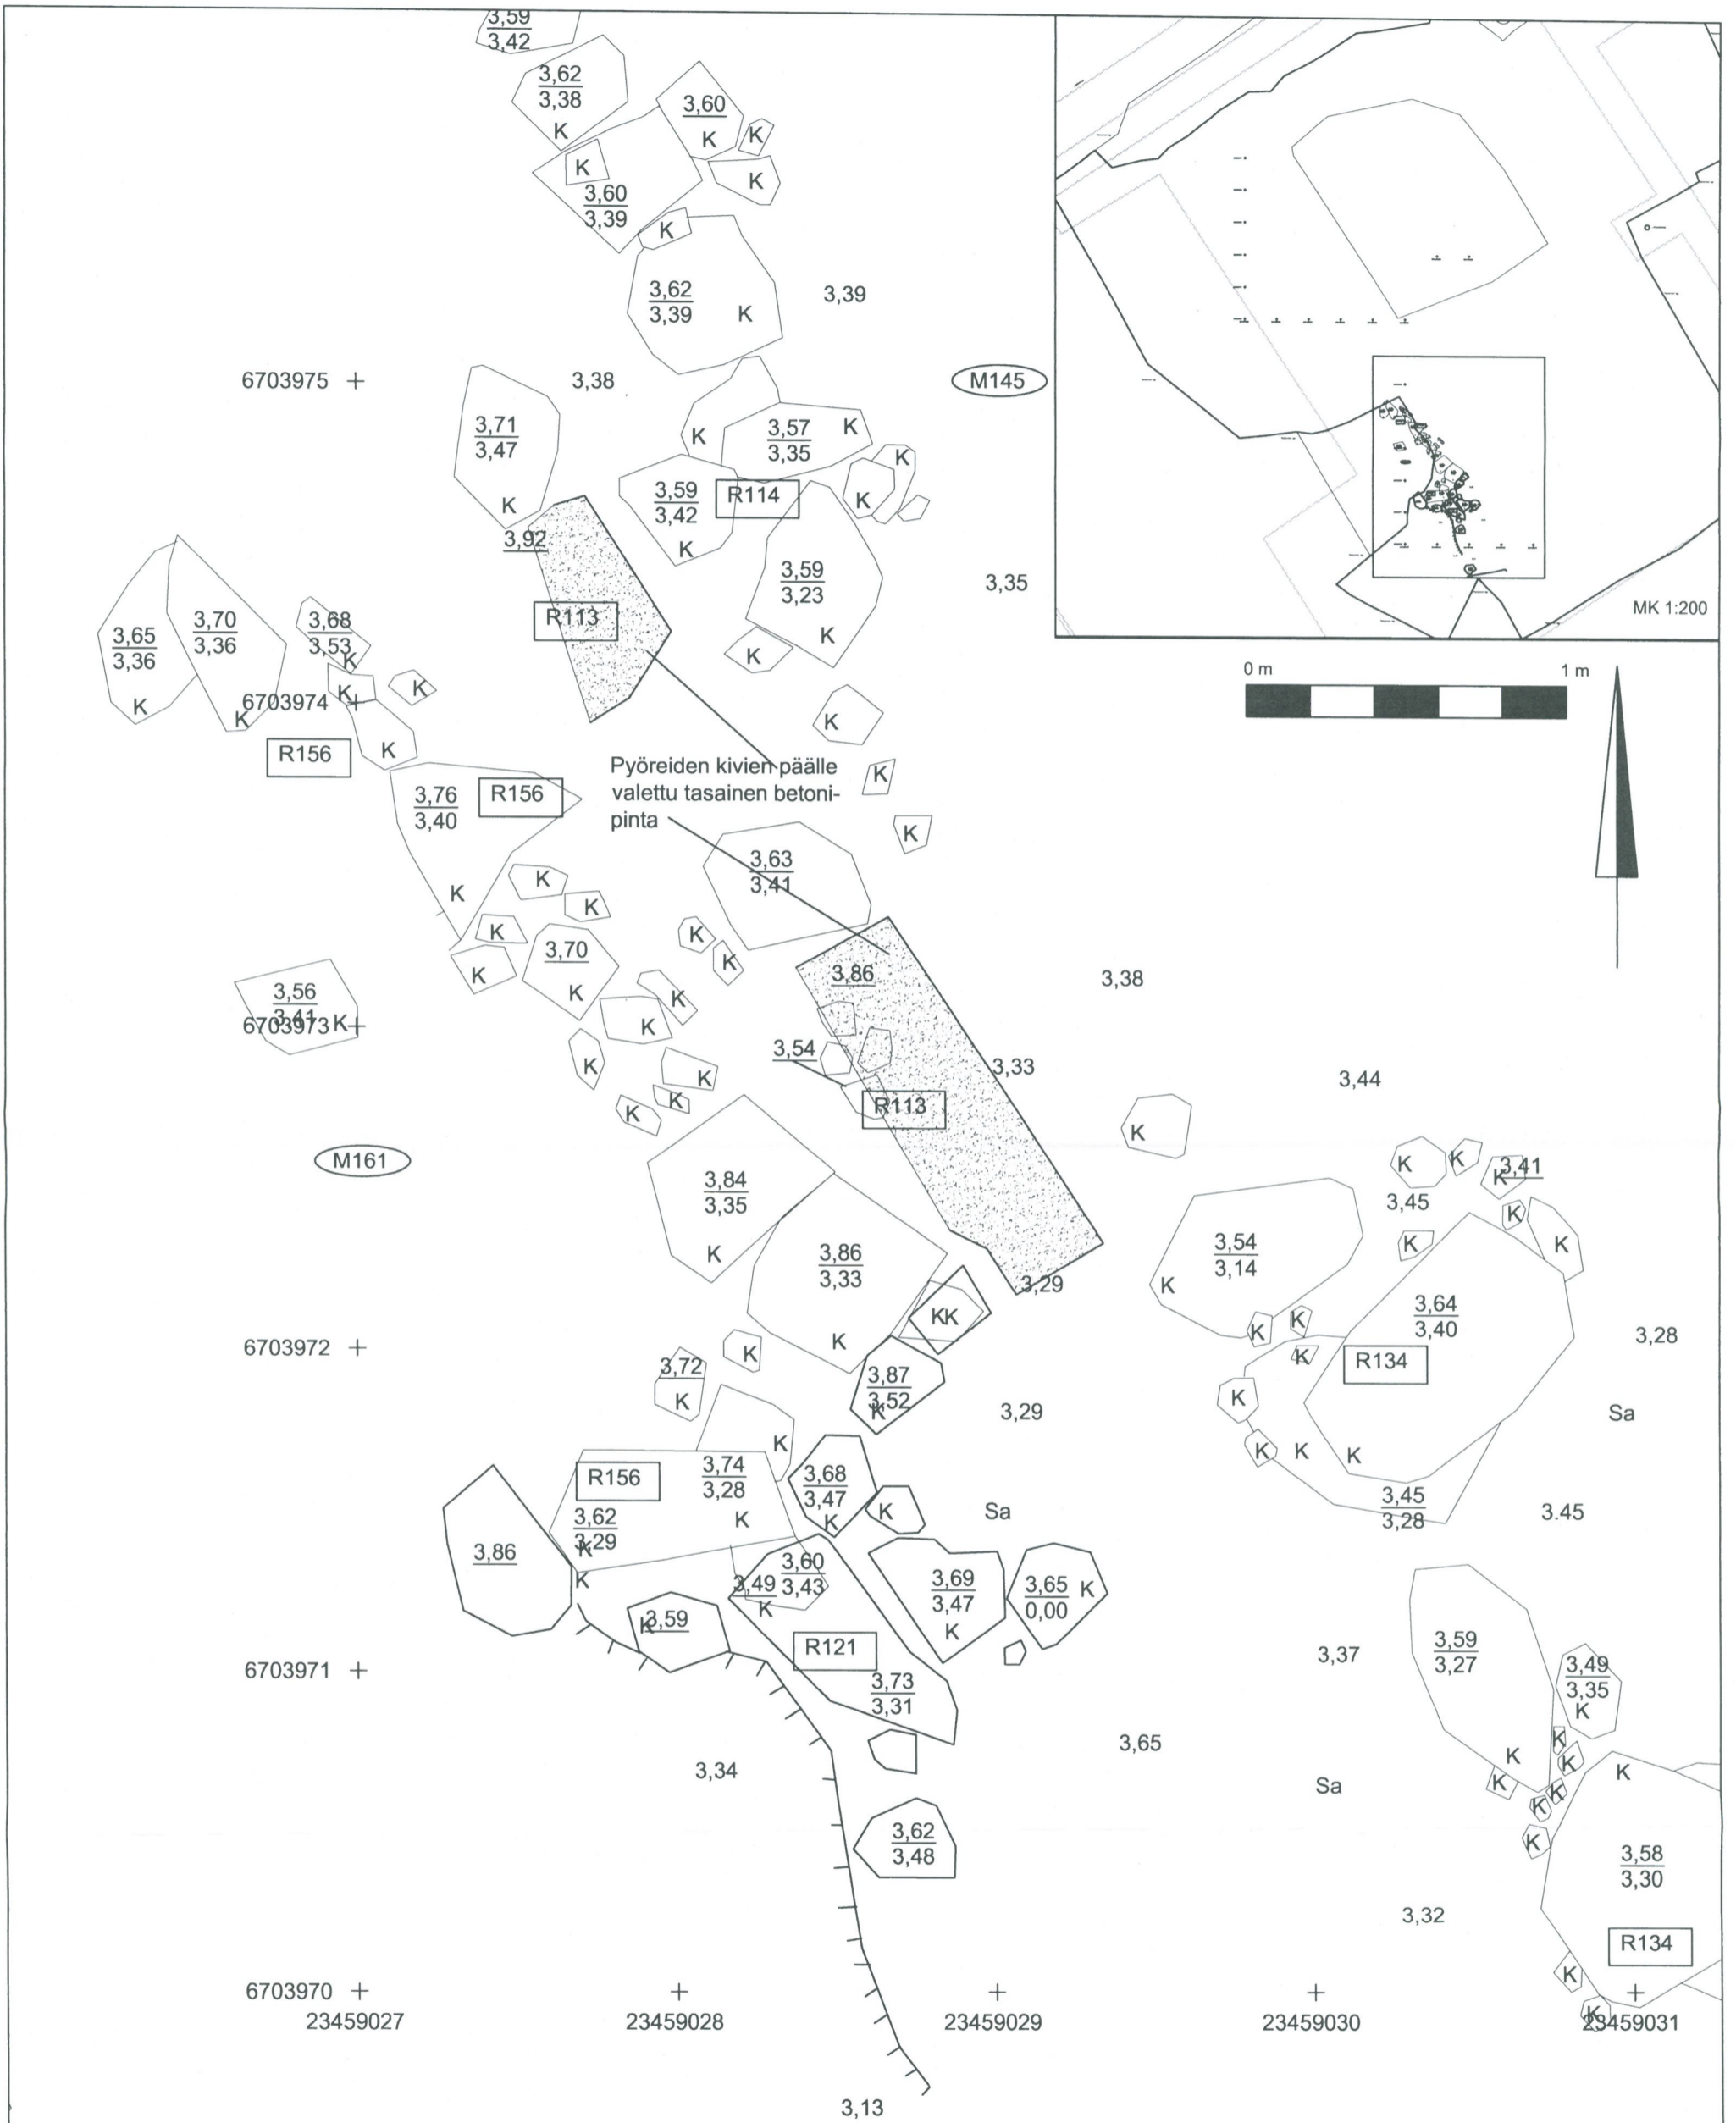 3,59
3,42
3,62
3,38
K
3,60
K
K
K
K
3,60
3,39
K
3,62
3,39
K
3,39
MK 1:200
6703975
3,38
M145
3,71
3,47
K
K
3,57
3,35
K
K
K
3,59
3,42
K
R114
3,92
3,59
3,23
K
3,35
R113
3,65
3,36
K
3,70
3,36
K
3,68
3,53
K
K
K
K
0 m
1 m
6703974
K
K
R156
Pyöreiden kivien päälle
valettu tasainen betoni-
pinta
K
K
3,76
3,40
R156
K
3,63
3,41
K
K
K
K
K
K
3,70
K
3,86
3,38
3,56
3,41
6703973
K
K
K
3,54
3,33
K
K
K
K
3,44
R113
K
M161
K
K
K
3,41
3,84
3,35
K
3,45
K
K
K
3,86
3,33
K
3,54
3,14
K
3,29
3,64
3,40
KK
K
K
K
6703972
K
R134
3,28
3,72
K
3,87
3,52
K
3,29
K
Sa
K
K
K
K
R156
3,74
3,28
K
3,68
3,47
K
K
Sa
3,45
3,28
3.45
3,62
3,29
K
3,86
K
3,60
3,43
3,49
K
3,69
3,47
K
3,65
0,00
K
3,59
K
R121
3,37
3,59
3,27
K
3,49
3,35
K
6703971
3,73
3,31
3,65
K
K
K
K
K
K
3,34
Sa
K
3,62
3,48
3,58
3,30
3,32
R134
K
K
6703970
23459027
23459028
23459029
23459030
23459031
3,13